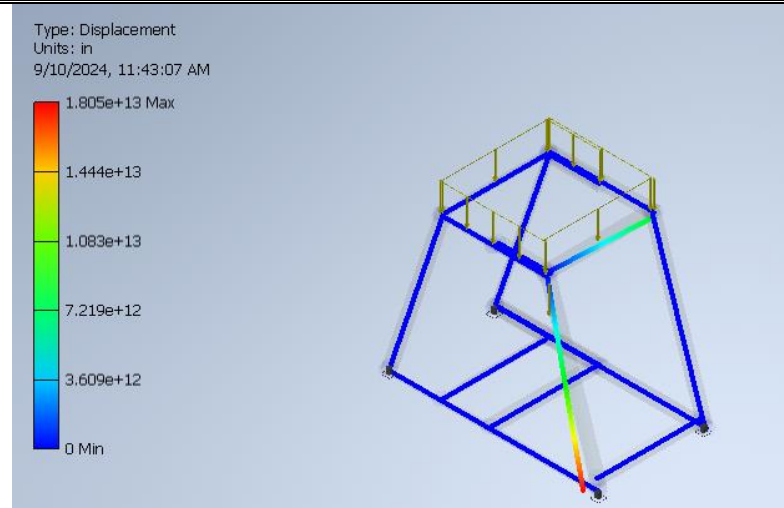 Type: Displacement
Units: in
9/10/2024, 11:43:07 AM
1.805e+13 Max
1.444e+13
1.083e+13
7.219e+12
3.609e+12
0 Min